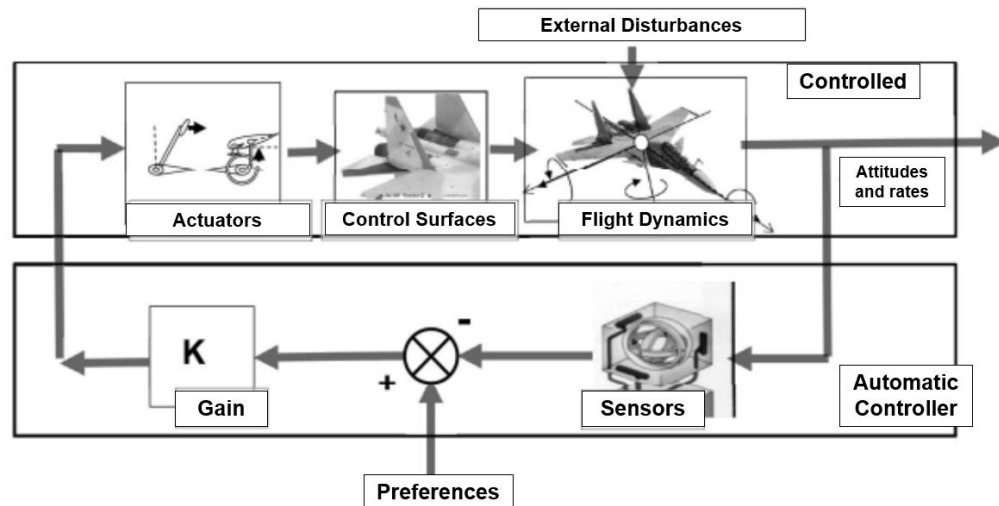 External Disturbances
Controlled
Attitudes
and rates
Actuators
Control Surfaces
Flight Dynamics
K
-
+
Gain
Sensors
Automatic
Controller
Preferences